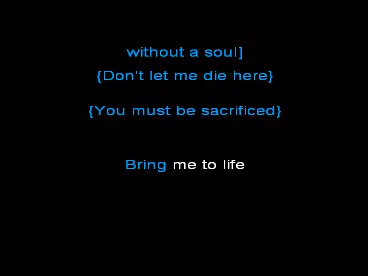 without a soul]
{Don't let me die here}
{You must be sacrificed}
Bring me to life